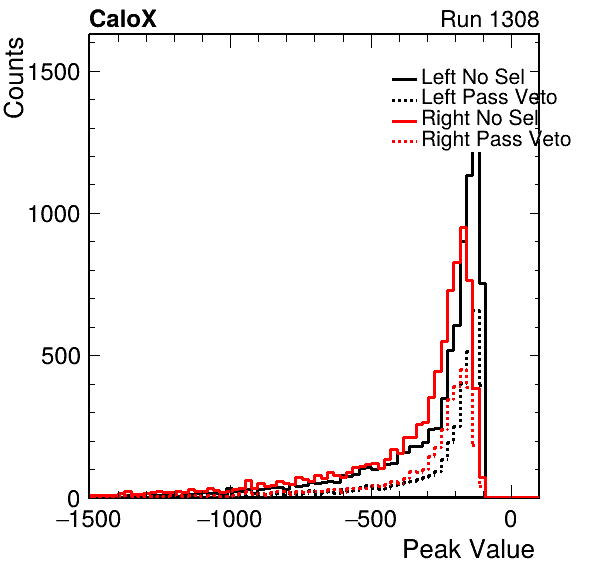 CaloX Run 1308
Counts
1500
1000
500
0
Left No Sel
Left Pass Veto
Right No Sel
Right Pass Veto
−1500 −1000 −500 0
Peak Value